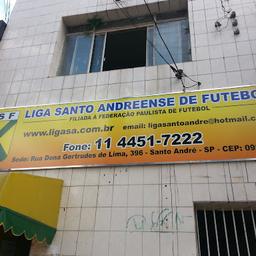 S F LIGA SANTO ANDREENSE DE FUTEBO
FILIADA À FEDERAÇÃO PAULISTA DE FUTEBOL
www.ligasa.com.br email: ligasantoandre@hotmail.c
Fone: 11 4451-7222
Sede: Rua Dona Gertrudes de Lima, 396 - Santo André - SP - CEP: 09